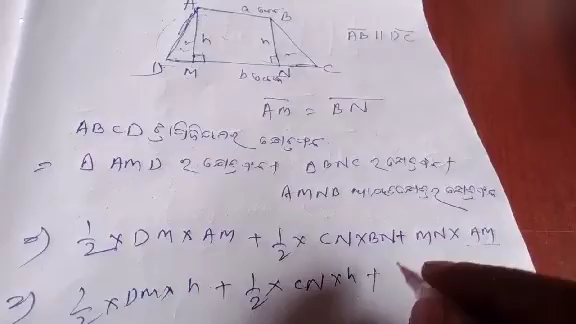 A a ସେ.ମି. B
h h
D M b ସେ.ମି. N C
AB || DC
AM = BN
ABCD ଟ୍ରାପିଜିୟମର କ୍ଷେତ୍ରଫଳ
= Δ AMD ର କ୍ଷେତ୍ରଫଳ + Δ BNC ର କ୍ଷେତ୍ରଫଳ +
AMNB ଆୟତକ୍ଷେତ୍ରର କ୍ଷେତ୍ରଫଳ
⇒ 1/2 × DM × AM + 1/2 × CN × BN + MN × AM
⇒ 1/2 × DM × h + 1/2 × CN × h +